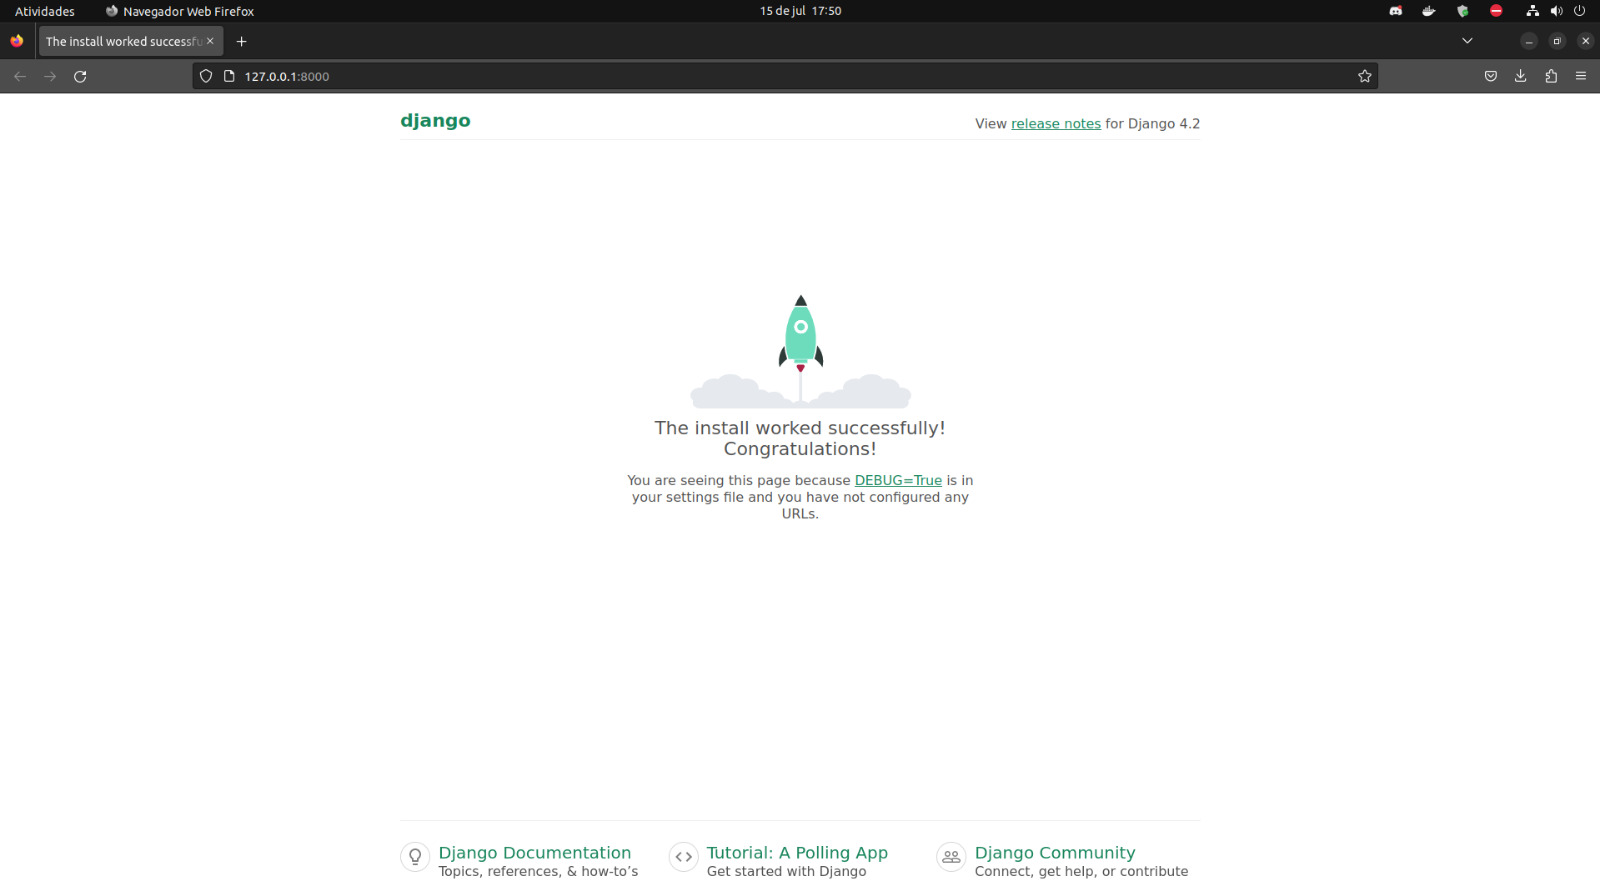 Atividades
Navegador Web Firefox
15 de jul 17:50
The install worked successfu
127.0.0.1:8000
django
View release notes for Django 4.2
The install worked successfully!
Congratulations!
You are seeing this page because DEBUG=True is in
your settings file and you have not configured any
URLs.
Django Documentation
Topics, references, & how-to’s
Tutorial: A Polling App
Get started with Django
Django Community
Connect, get help, or contribute